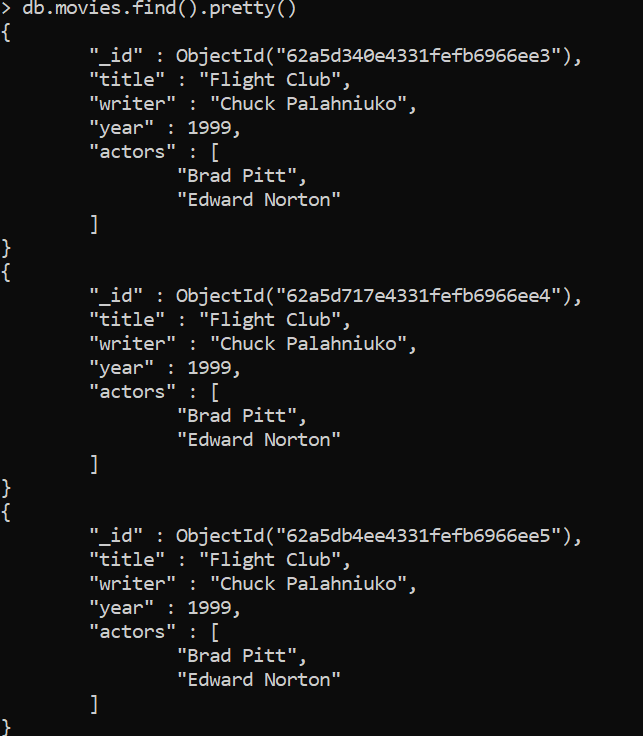 > db.movies.find().pretty()
{
        "_id" : ObjectId("62a5d340e4331fefb6966ee3"),
        "title" : "Flight Club",
        "writer" : "Chuck Palahniuko",
        "year" : 1999,
        "actors" : [
                "Brad Pitt",
                "Edward Norton"
        ]
}
{
        "_id" : ObjectId("62a5d717e4331fefb6966ee4"),
        "title" : "Flight Club",
        "writer" : "Chuck Palahniuko",
        "year" : 1999,
        "actors" : [
                "Brad Pitt",
                "Edward Norton"
        ]
}
{
        "_id" : ObjectId("62a5db4ee4331fefb6966ee5"),
        "title" : "Flight Club",
        "writer" : "Chuck Palahniuko",
        "year" : 1999,
        "actors" : [
                "Brad Pitt",
                "Edward Norton"
        ]
}